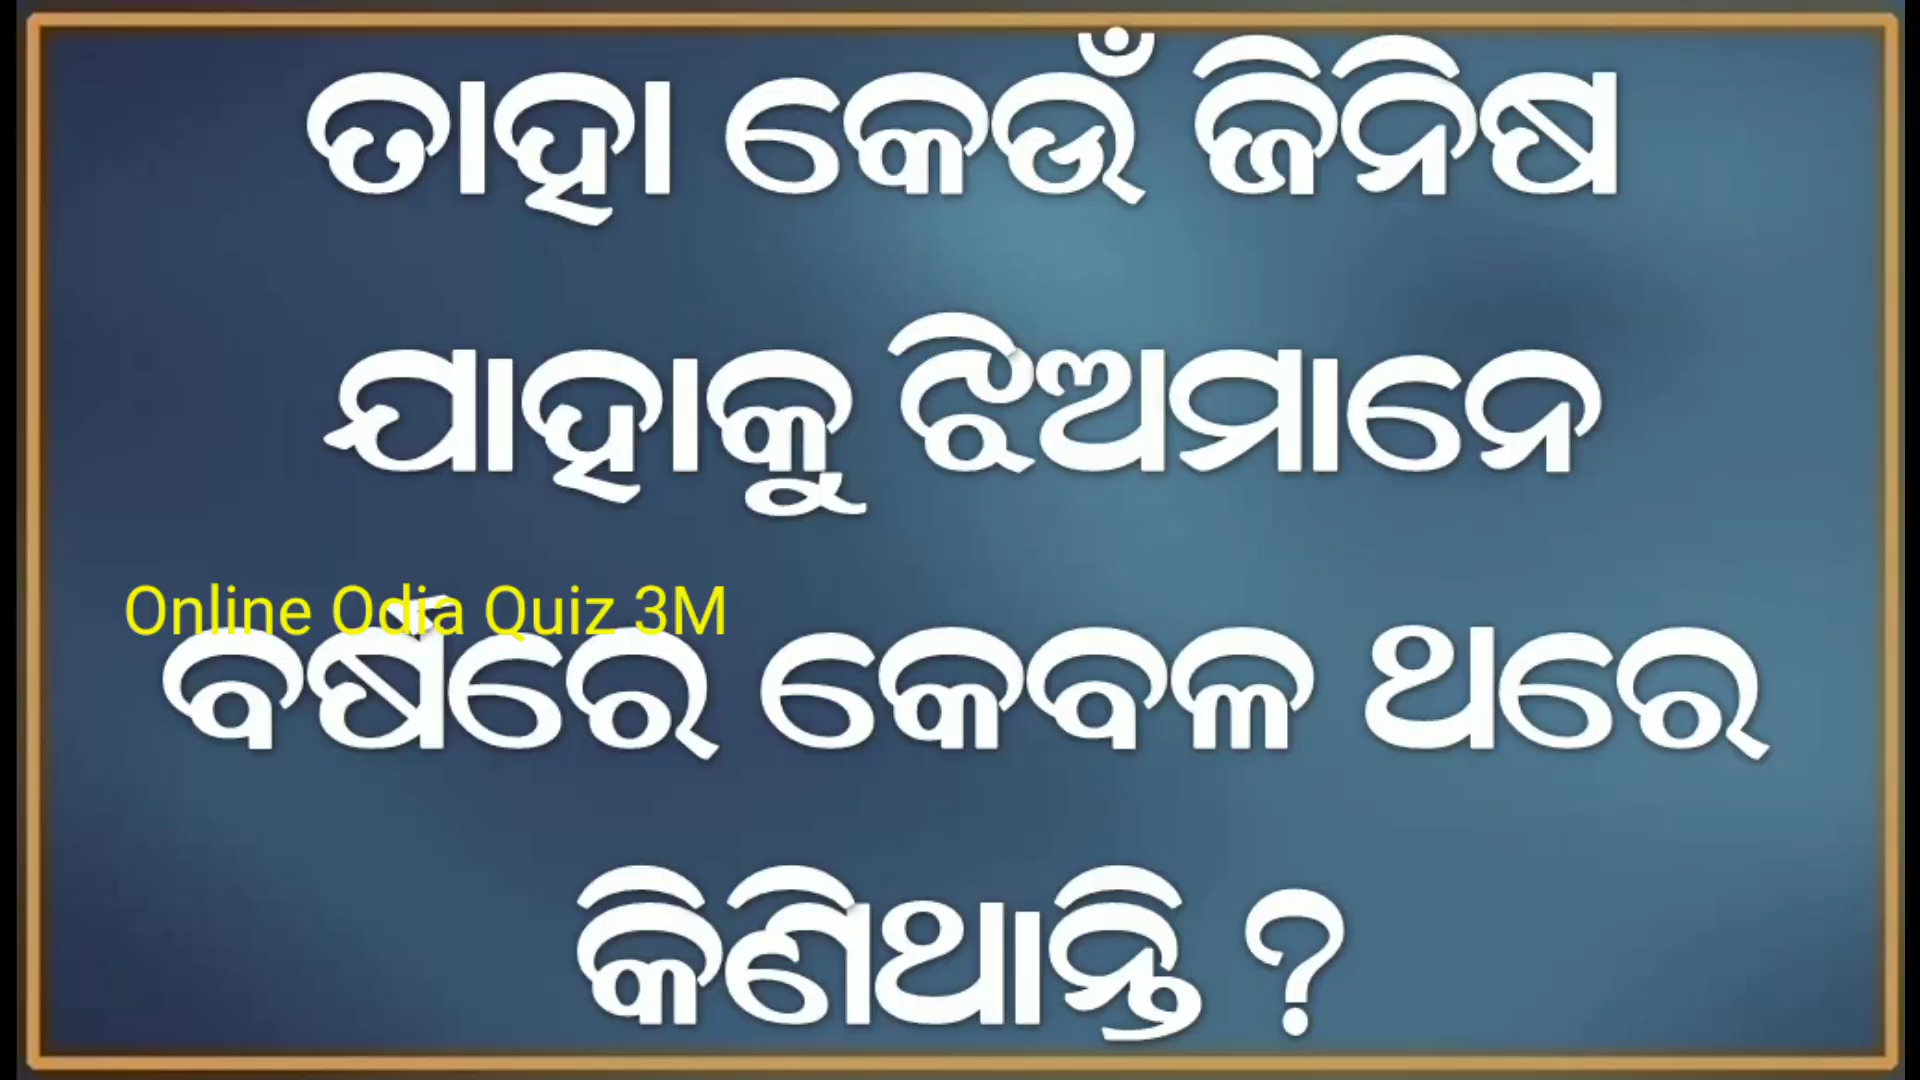 ତାହା କେଉଁ ଜିନିଷ
ଯାହାକୁ ଝିଅମାନେ
Online Odia Quiz 3M
ବର୍ଷରେ କେବଳ ଥରେ
କିଣିଥାନ୍ତି ?